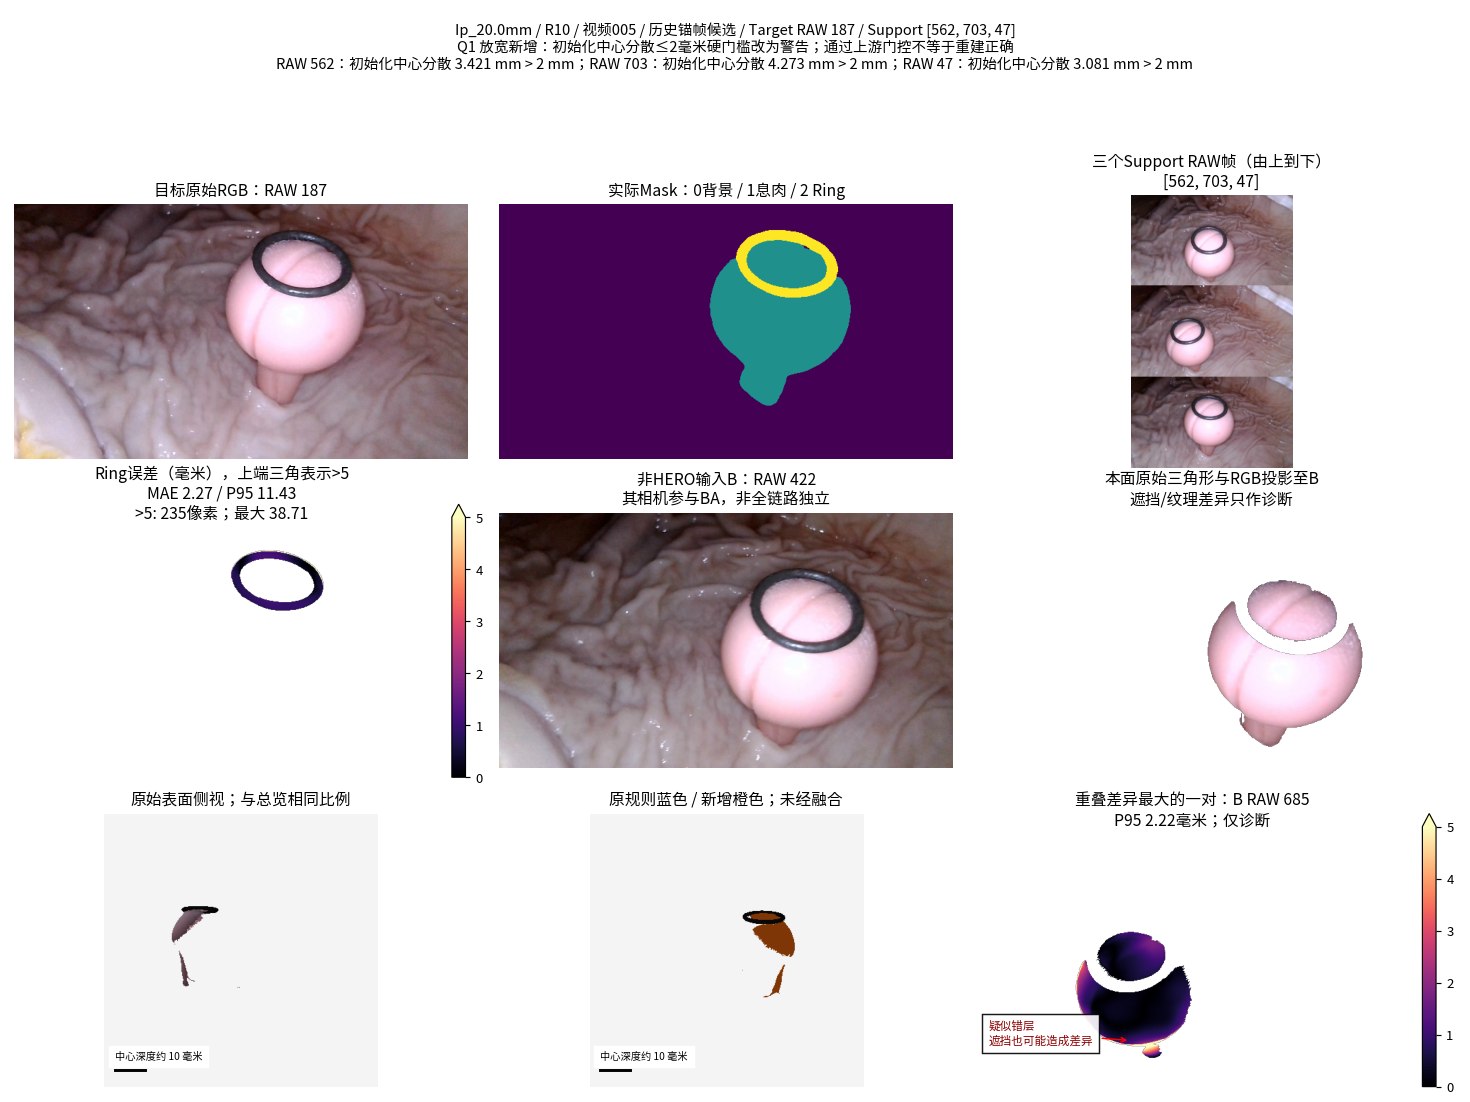 Ip_20.0mm / R10 / 视频005 / 历史锚帧候选 / Target RAW 187 / Support [562, 703, 47]
Q1 放宽新增：初始化中心分散≤2毫米硬门槛改为警告；通过上游门控不等于重建正确
RAW 562：初始化中心分散 3.421 mm > 2 mm；RAW 703：初始化中心分散 4.273 mm > 2 mm；RAW 47：初始化中心分散 3.081 mm > 2 mm
目标原始RGB：RAW 187
实际Mask：0背景 / 1息肉 / 2 Ring
三个Support RAW帧（由上到下）
[562, 703, 47]
Ring误差（毫米），上端三角表示>5
MAE 2.27 / P95 11.43
>5: 235像素；最大 38.71
5
4
3
2
1
0
非HERO输入B：RAW 422
其相机参与BA，非全链路独立
本面原始三角形与RGB投影至B
遮挡/纹理差异只作诊断
原始表面侧视；与总览相同比例
中心深度约 10 毫米
原规则蓝色 / 新增橙色；未经融合
中心深度约 10 毫米
重叠差异最大的一对：B RAW 685
P95 2.22毫米；仅诊断
疑似错层
遮挡也可能造成差异
5
4
3
2
1
0